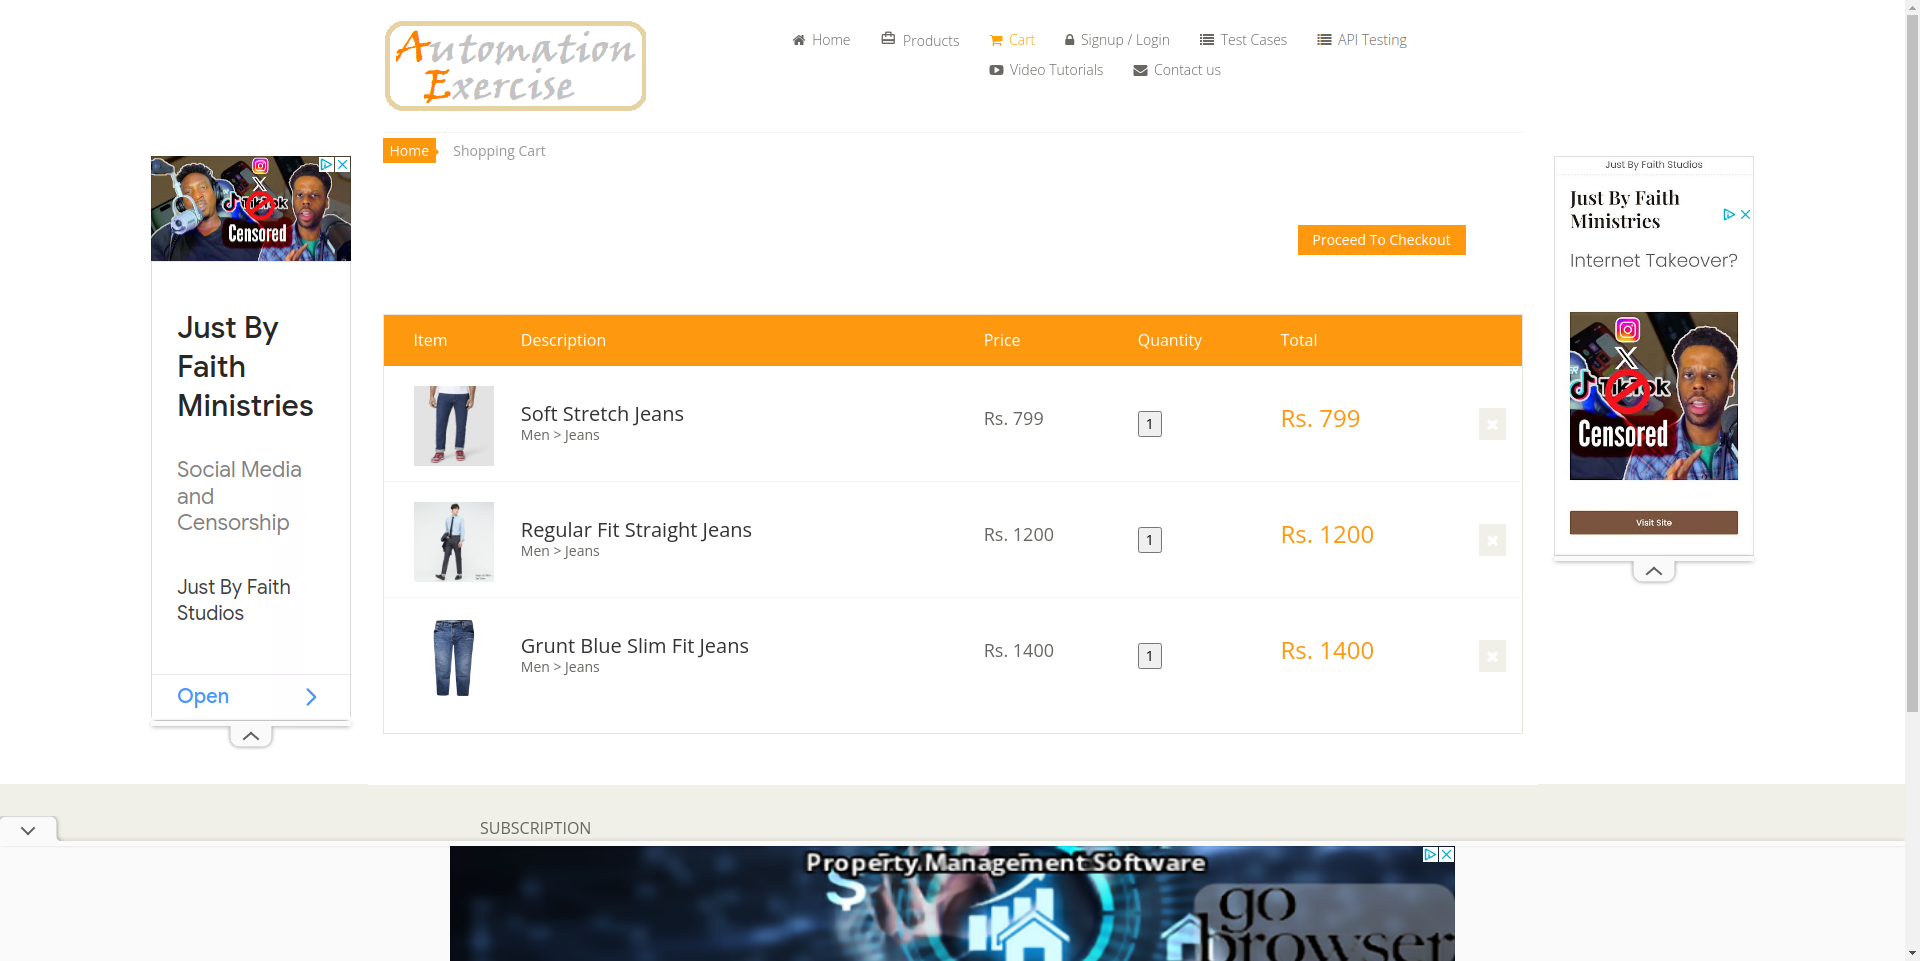 Automation
Exercise
Home
Products
Cart
Signup / Login
Test Cases
API Testing
Video Tutorials
Contact us
Home
Shopping Cart
TikTok
Censored
Just By
Faith
Ministries
Social Media
and
Censorship
Just By Faith
Studios
Open
Proceed To Checkout
Item Description Price Quantity Total
Soft Stretch Jeans
Men > Jeans
Rs. 799
1
Rs. 799
Regular Fit Straight Jeans
Men > Jeans
Rs. 1200
1
Rs. 1200
Grunt Blue Slim Fit Jeans
Men > Jeans
Rs. 1400
1
Rs. 1400
Just By Faith Studios
Just By Faith
Ministries
Internet Takeover?
TikTok
Censored
Visit Site
SUBSCRIPTION
Property Management Software
go
browser